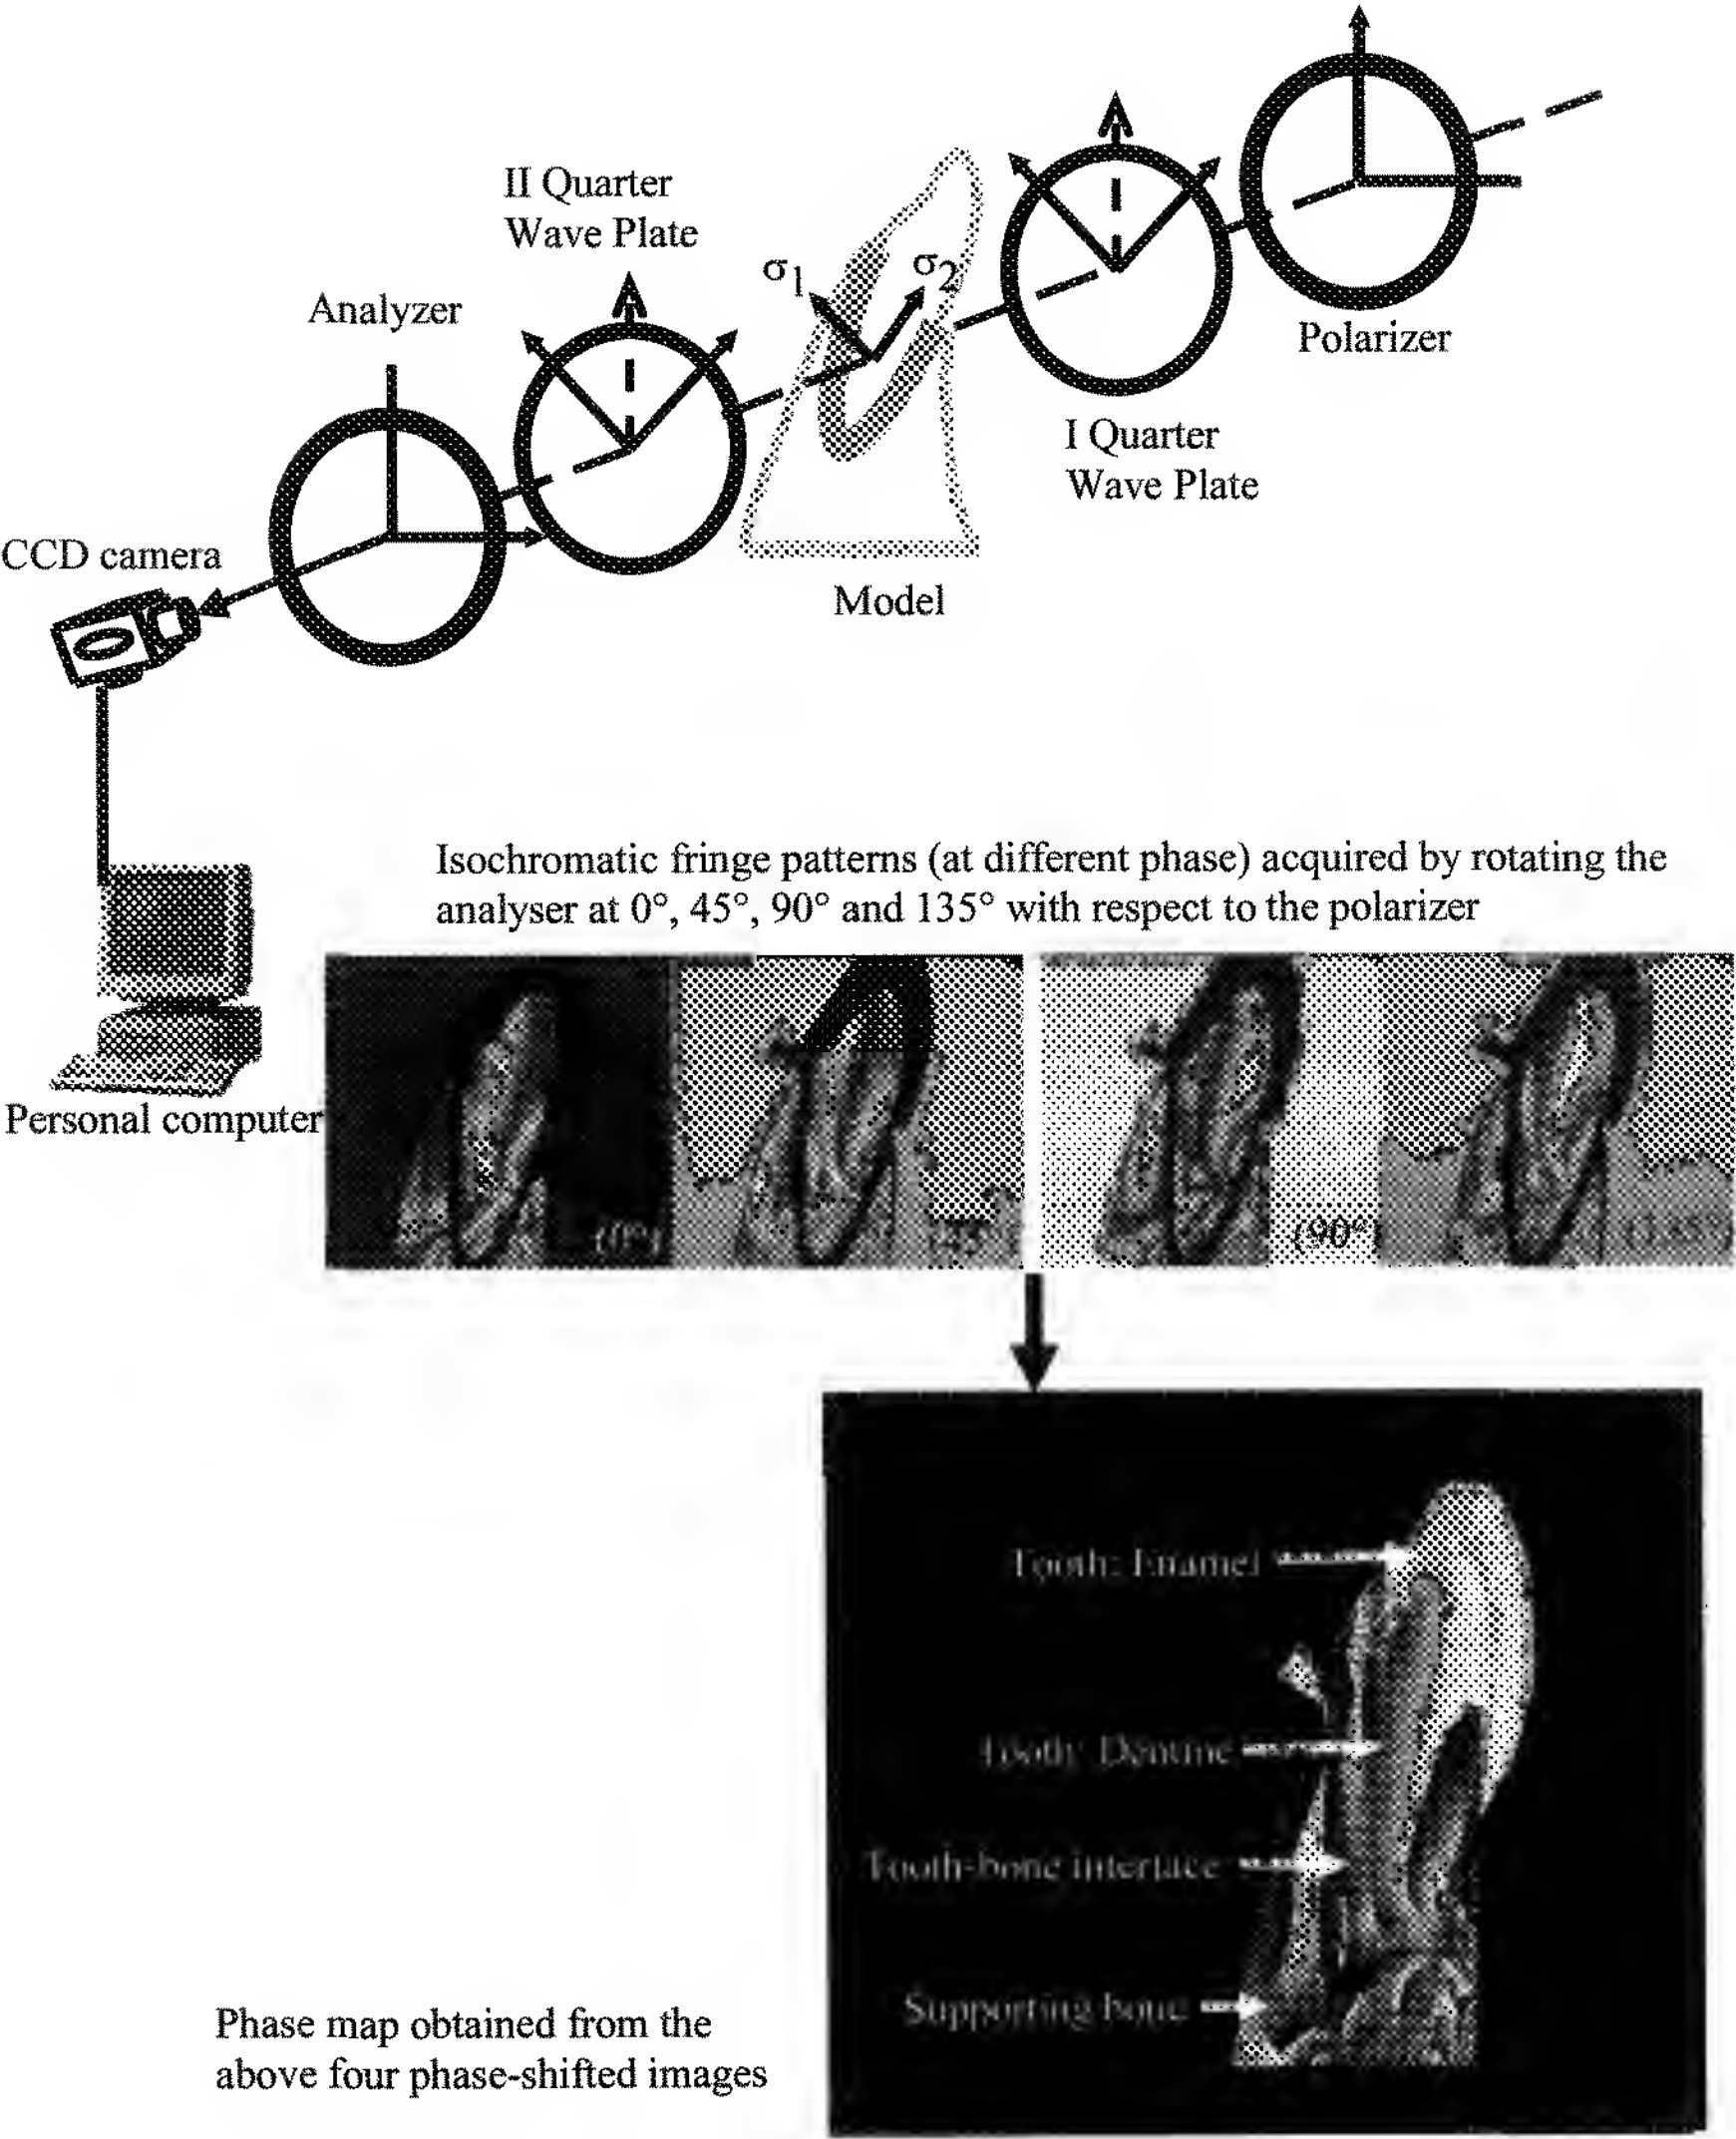 II Quarter
Wave Plate
σ1
σ2
Analyzer
Polarizer
I Quarter
Wave Plate
CCD camera
Model
Isochromatic fringe patterns (at different phase) acquired by rotating the
analyser at 0°, 45°, 90° and 135° with respect to the polarizer
Personal computer
(0°)
(90°)
Tooth: Enamel
Tooth: Dentine
Tooth-bone interface
Supporting bone
Phase map obtained from the
above four phase-shifted images